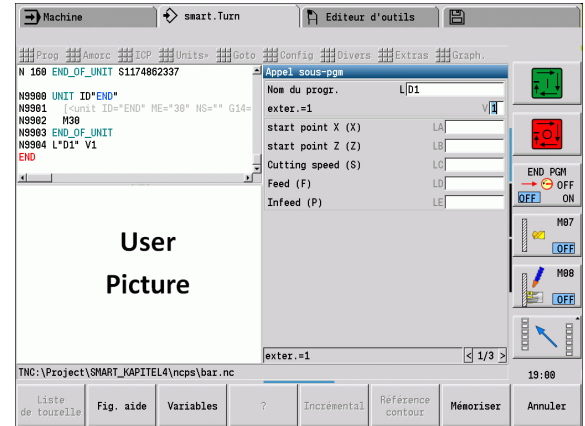 Machine
smart.Turn
Editeur d'outils
Prog Amorc ICP Units» Goto Config Divers Extras Graph.
N 160 END_OF_UNIT S1174862337
N9900 UNIT ID"END"
N9901 [<unit ID="END" ME="30" NS="" G14=
N9902 M30
N9903 END_OF_UNIT
N9904 L"D1" V1
END
Appel sous-pgm
Nom du progr. L D1
exter.=1 V 1
start point X (X) LA
start point Z (Z) LB
Cutting speed (S) LC
Feed (F) LD
Infeed (P) LE
User
Picture
exter.=1 < 1/3 >
END PGM
OFF
OFF ON
M07
OFF
M08
OFF
TNC:\Project\SMART_KAPITEL4\ncps\bar.nc
19:00
Liste de tourelle
Fig. aide
Variables
?
Incrémental
Référence contour
Mémoriser
Annuler